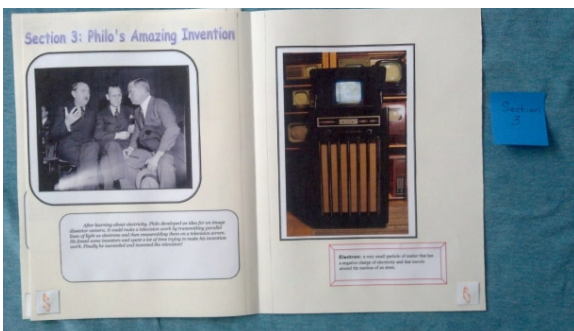 Section 3: Philo's Amazing Invention
After learning about electricity, Philo developed an idea for an image
dissector camera. It could make a television work by transmitting parallel
lines of light as electrons and then reassembling them on a television screen.
He found some investors and spent a lot of time trying to make his invention
work. Finally he succeeded and invented the television!
Electron: a very small particle of matter that has
a negative charge of electricity and that travels
around the nucleus of an atom.
Section
3
5
6